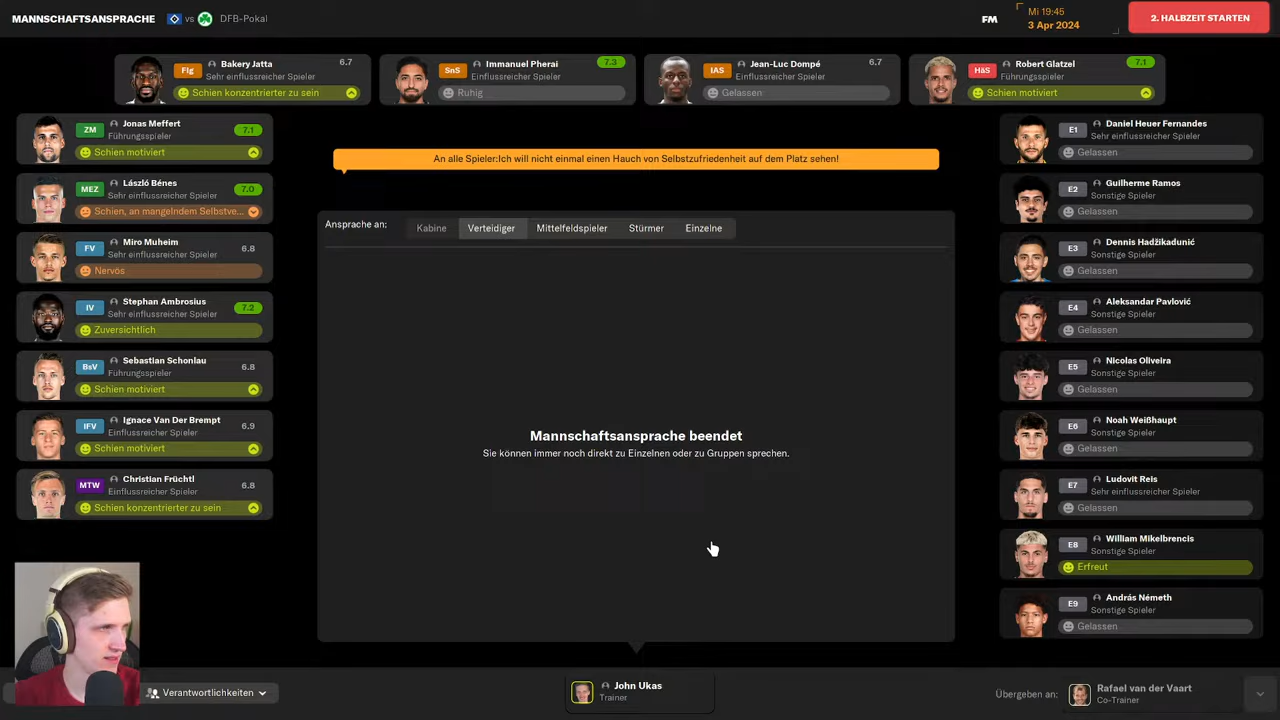 MANNSCHAFTSANSPRACHE vs DFB-Pokal
FM
Mi 19:45
3 Apr 2024
2. HALBZEIT STARTEN
Flg Bakery Jatta 6.7
Sehr einflussreicher Spieler
Schien konzentrierter zu sein
SnS Immanuel Pherai 7.3
Einflussreicher Spieler
Ruhig
IAS Jean-Luc Dompé 6.7
Einflussreicher Spieler
Gelassen
HäS Robert Glatzel 7.1
Führungsspieler
Schien motiviert
ZM Jonas Meffert 7.1
Führungsspieler
Schien motiviert
MEZ László Bénes 7.0
Sehr einflussreicher Spieler
Schien, an mangelndem Selbstve...
FV Miro Muheim 6.8
Sehr einflussreicher Spieler
Nervös
IV Stephan Ambrosius 7.2
Sehr einflussreicher Spieler
Zuversichtlich
BsV Sebastian Schonlau 6.8
Führungsspieler
Schien motiviert
IFV Ignace Van Der Brempt 6.9
Einflussreicher Spieler
Schien motiviert
MTW Christian Früchtl 6.8
Einflussreicher Spieler
Schien konzentrierter zu sein
An alle Spieler:Ich will nicht einmal einen Hauch von Selbstzufriedenheit auf dem Platz sehen!
Ansprache an: Kabine Verteidiger Mittelfeldspieler Stürmer Einzelne
Mannschaftsansprache beendet
Sie können immer noch direkt zu Einzelnen oder zu Gruppen sprechen.
E1 Daniel Heuer Fernandes
Sehr einflussreicher Spieler
Gelassen
E2 Guilherme Ramos
Sehr einflussreicher Spieler
Gelassen
E3 Dennis Hadžikadunić
Sonstige Spieler
Gelassen
E4 Aleksandar Pavlović
Sonstige Spieler
Gelassen
E5 Nicolas Oliveira
Sonstige Spieler
Gelassen
E6 Noah Weißhaupt
Sonstige Spieler
Gelassen
E7 Ludovit Reis
Sehr einflussreicher Spieler
Gelassen
E8 William Mikelbrencis
Sonstige Spieler
Erfreut
E9 András Németh
Sonstige Spieler
Gelassen
Verantwortlichkeiten
John Ukas
Trainer
Übergeben an: Rafael van der Vaart
Co-Trainer